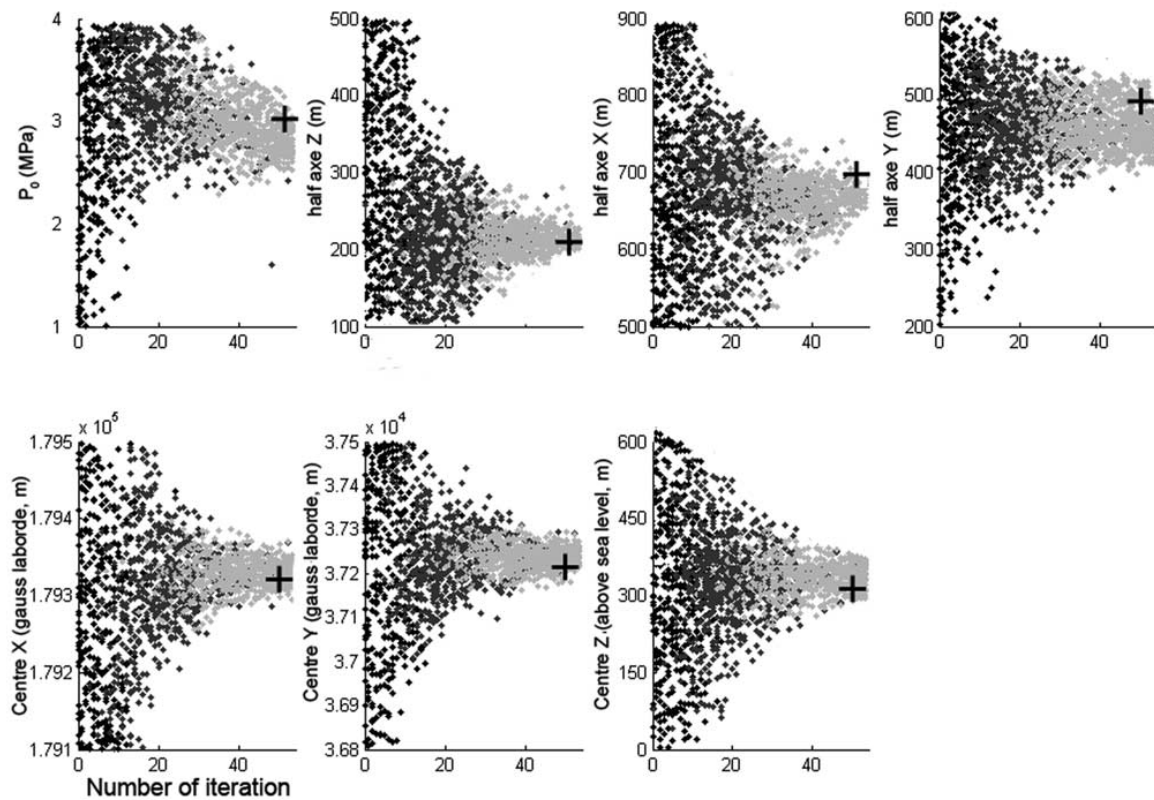 4
3
2
1
P₀ (MPa)
0 20 40
500
400
300
200
100
half axe Z (m)
0 20 40
900
800
700
600
500
half axe X (m)
0 20 40
600
500
400
300
200
half axe Y (m)
0 20 40
x 10⁵
1.795
1.794
1.793
1.792
1.791
Centre X (gauss laborde, m)
0 20 40
Number of iteration
x 10⁴
3.75
3.74
3.73
3.72
3.71
3.7
3.69
3.68
Centre Y (gauss laborde, m)
0 20 40
600
450
300
150
0
Centre Z (above sea level, m)
0 20 40